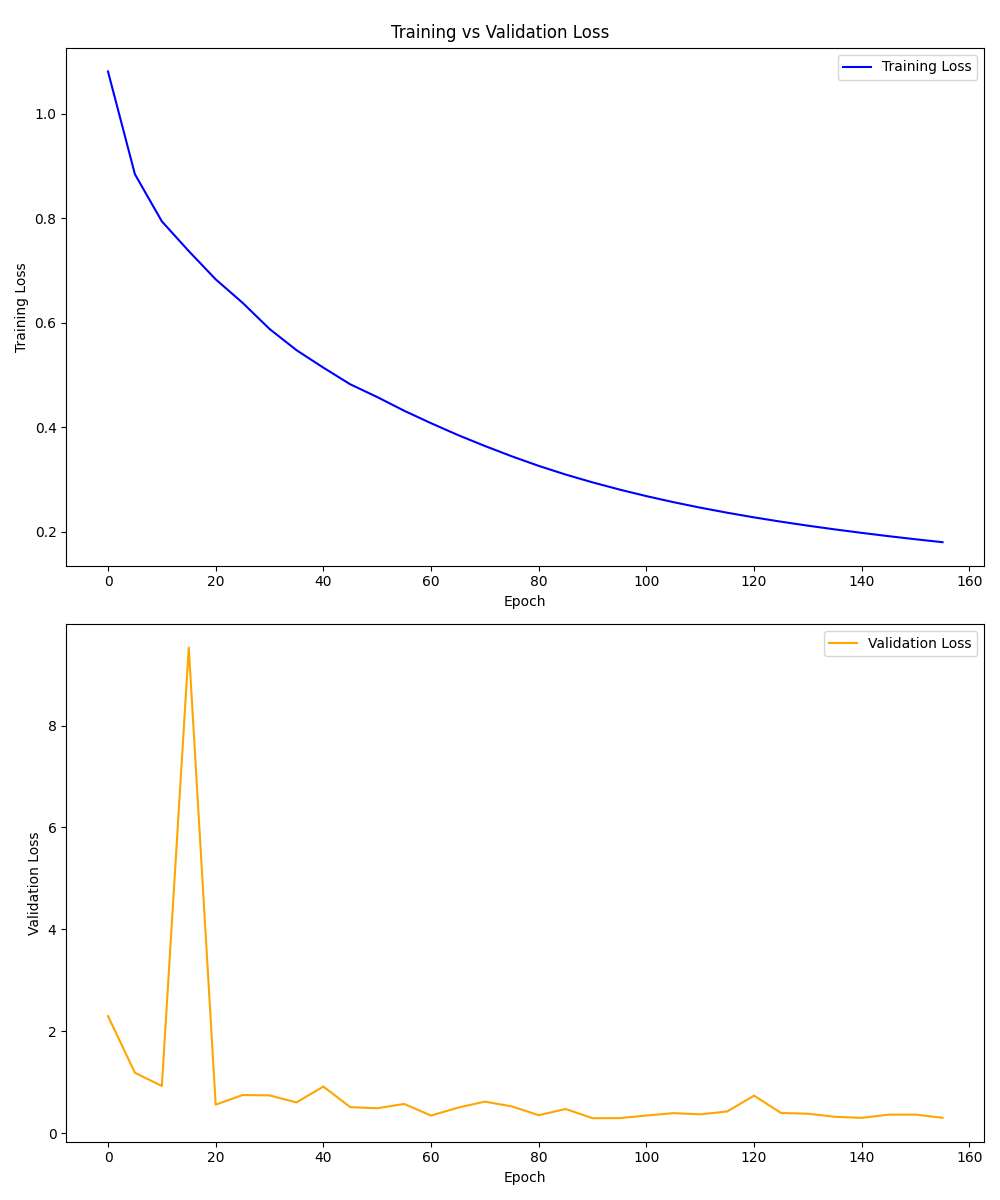 Training vs Validation Loss
Training Loss
1.0
0.8
0.6
0.4
0.2
Training Loss
0 20 40 60 80 100 120 140 160
Epoch
Validation Loss
8
6
4
2
0
Validation Loss
0 20 40 60 80 100 120 140 160
Epoch